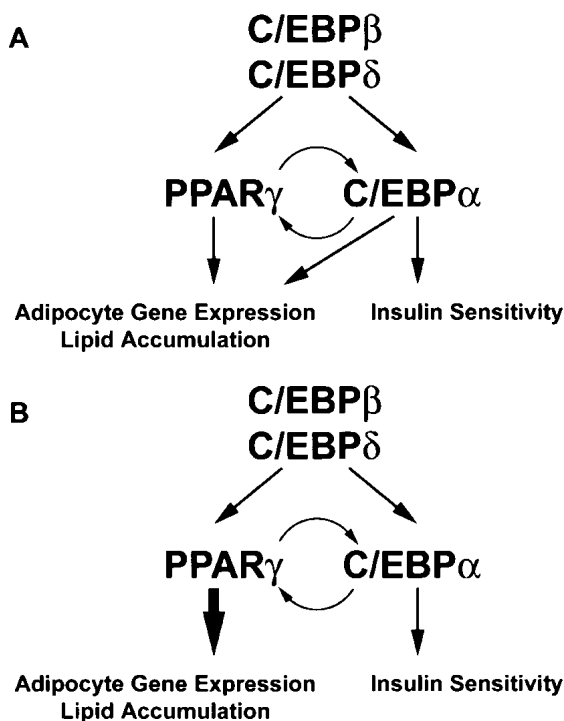 A
C/EBPβ
C/EBPδ
PPARγ C/EBPα
Adipocyte Gene Expression Insulin Sensitivity
Lipid Accumulation
B
C/EBPβ
C/EBPδ
PPARγ C/EBPα
Adipocyte Gene Expression Insulin Sensitivity
Lipid Accumulation